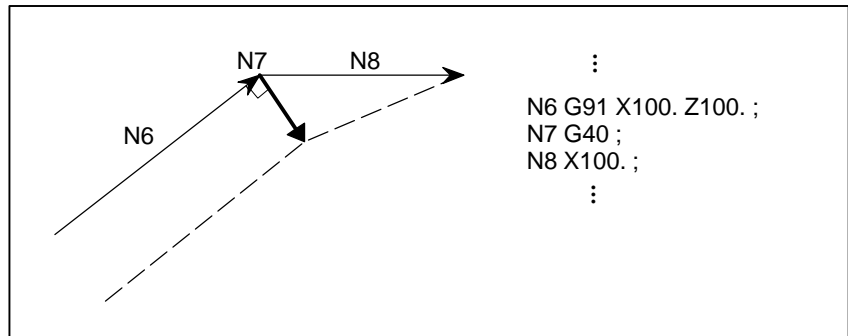 N7
N8
N6
⋮
N6 G91 X100. Z100. ;
N7 G40 ;
N8 X100. ;
⋮